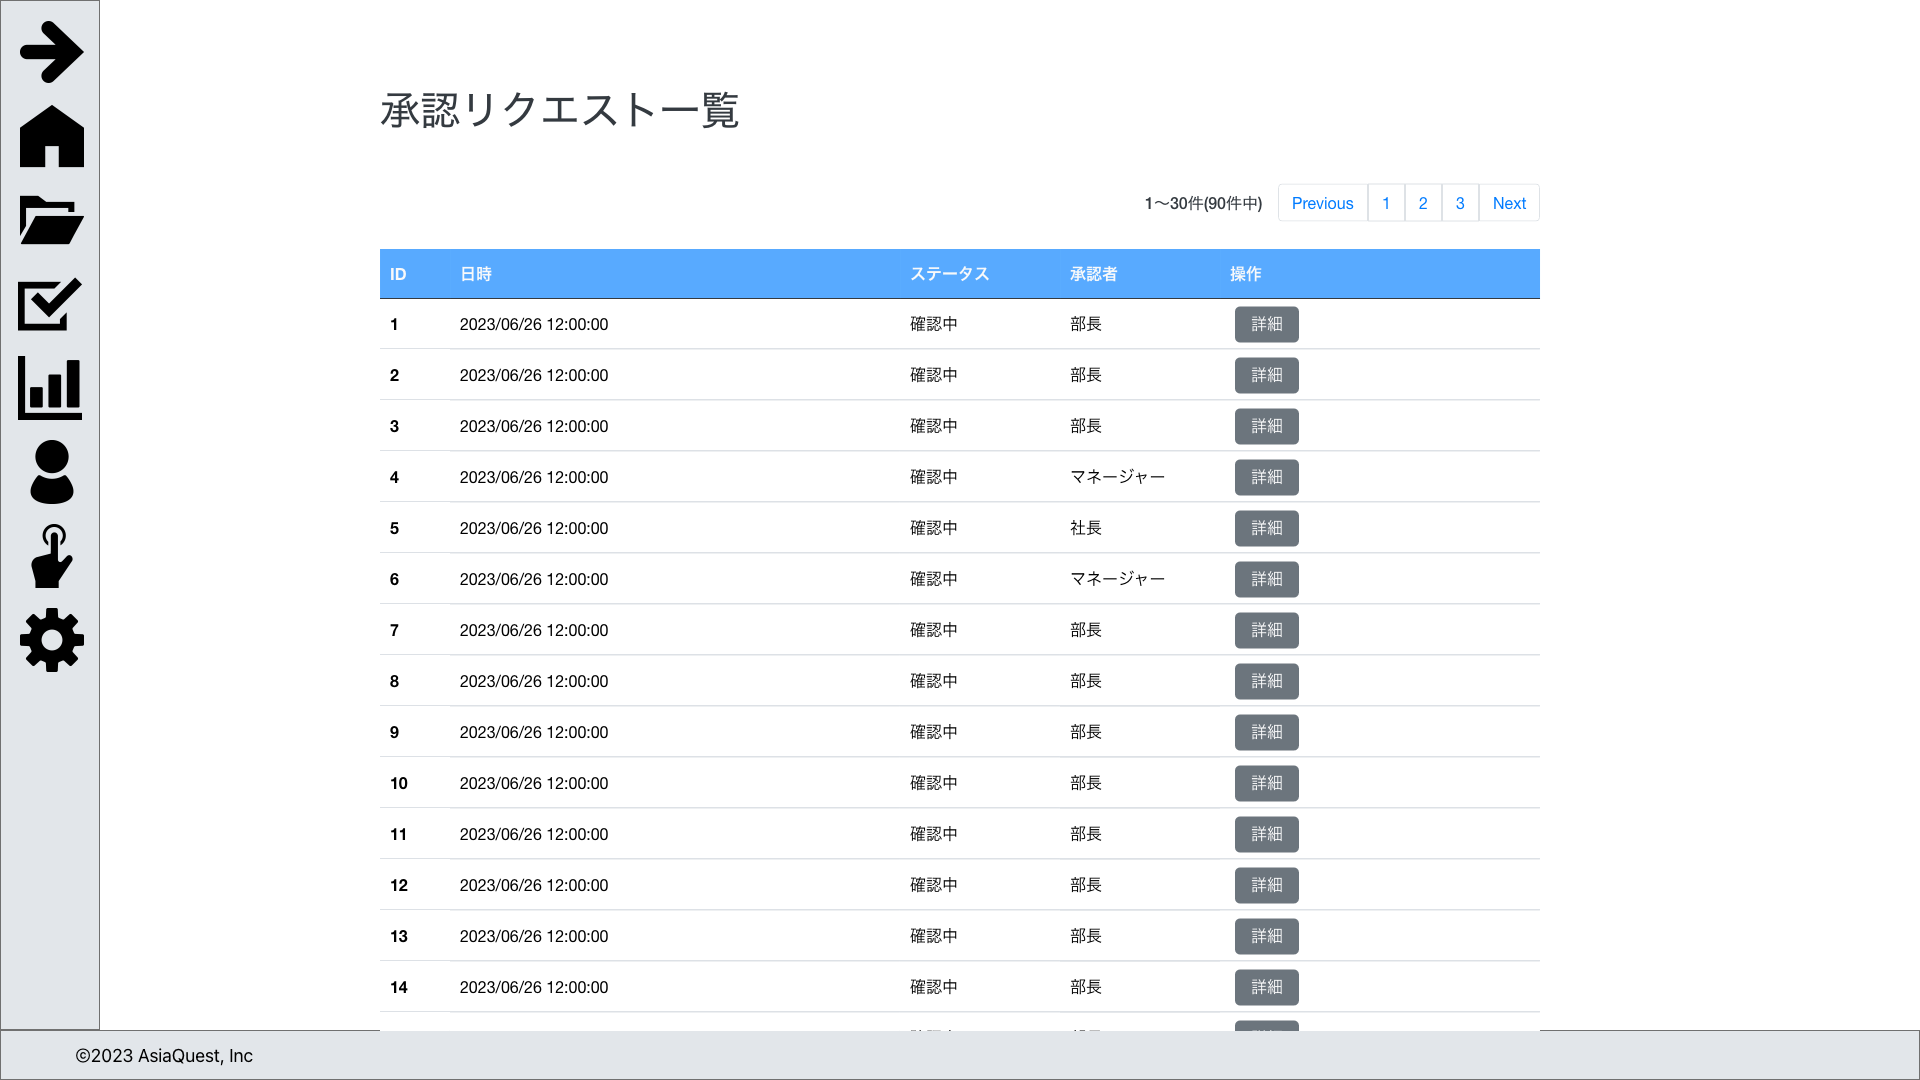 承認リクエスト一覧
1〜30件(90件中) Previous 1 2 3 Next
ID 日時 ステータス 承認者 操作
1 2023/06/26 12:00:00 確認中 部長 詳細
2 2023/06/26 12:00:00 確認中 部長 詳細
3 2023/06/26 12:00:00 確認中 部長 詳細
4 2023/06/26 12:00:00 確認中 マネージャー 詳細
5 2023/06/26 12:00:00 確認中 社長 詳細
6 2023/06/26 12:00:00 確認中 マネージャー 詳細
7 2023/06/26 12:00:00 確認中 部長 詳細
8 2023/06/26 12:00:00 確認中 部長 詳細
9 2023/06/26 12:00:00 確認中 部長 詳細
10 2023/06/26 12:00:00 確認中 部長 詳細
11 2023/06/26 12:00:00 確認中 部長 詳細
12 2023/06/26 12:00:00 確認中 部長 詳細
13 2023/06/26 12:00:00 確認中 部長 詳細
14 2023/06/26 12:00:00 確認中 部長 詳細
©2023 AsiaQuest, Inc